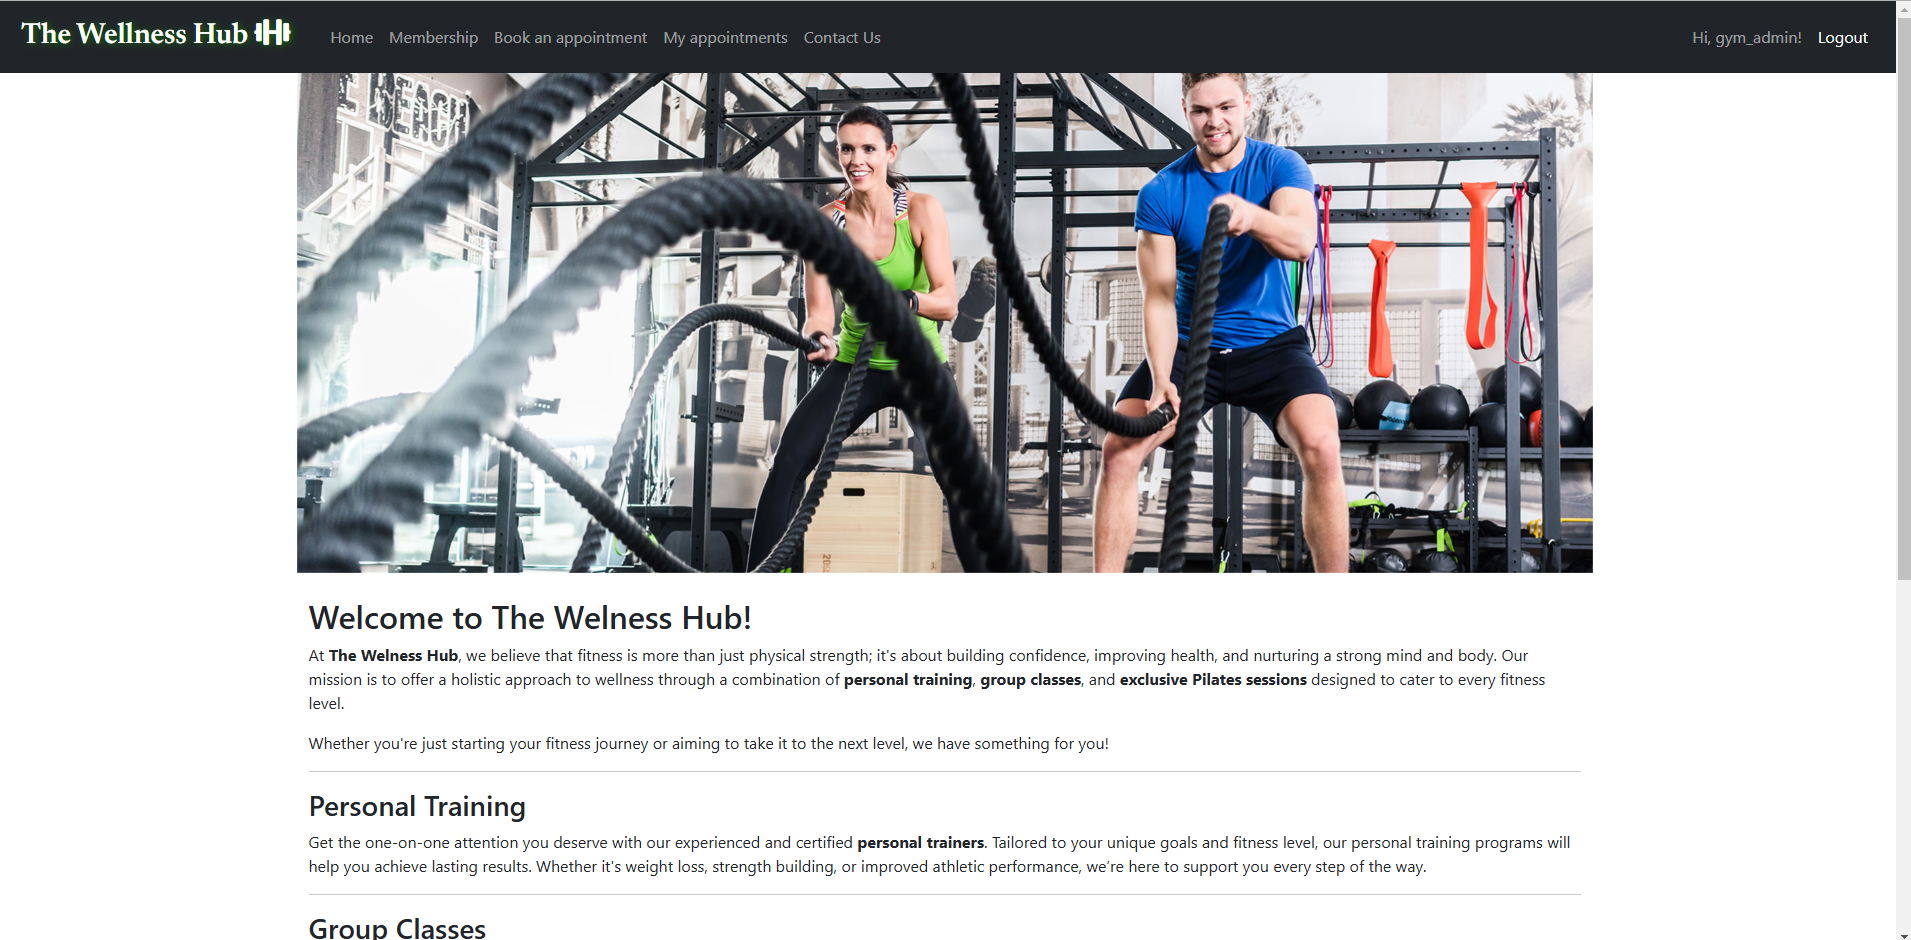 The Wellness Hub
Home Membership Book an appointment My appointments Contact Us
Hi, gym_admin! Logout
Welcome to The Welness Hub!
At The Welness Hub, we believe that fitness is more than just physical strength; it's about building confidence, improving health, and nurturing a strong mind and body. Our
mission is to offer a holistic approach to wellness through a combination of personal training, group classes, and exclusive Pilates sessions designed to cater to every fitness
level.
Whether you're just starting your fitness journey or aiming to take it to the next level, we have something for you!
Personal Training
Get the one-on-one attention you deserve with our experienced and certified personal trainers. Tailored to your unique goals and fitness level, our personal training programs will
help you achieve lasting results. Whether it's weight loss, strength building, or improved athletic performance, we’re here to support you every step of the way.
Group Classes